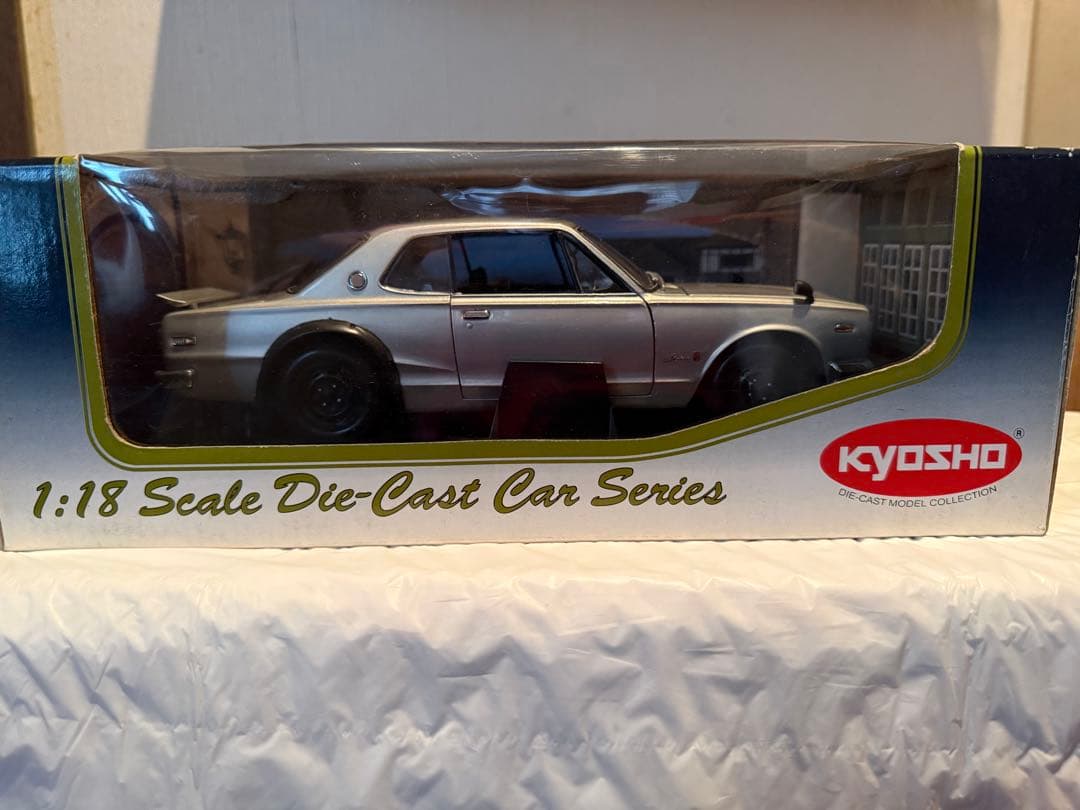 1:18 Scale Die-Cast Car Series
KYOSHO ®
DIE-CAST MODEL COLLECTION